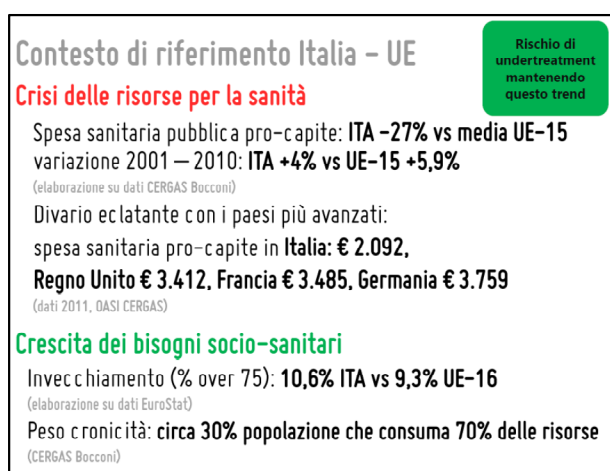 Contesto di riferimento Italia – UE
Rischio di
undertreatment
mantenendo
questo trend
Crisi delle risorse per la sanità
Spesa sanitaria pubblica pro-capite: ITA -27% vs media UE-15
variazione 2001 – 2010: ITA +4% vs UE-15 +5,9%
(elaborazione su dati CERGAS Bocconi)
Divario eclatante con i paesi più avanzati:
spesa sanitaria pro-capite in Italia: € 2.092,
Regno Unito € 3.412, Francia € 3.485, Germania € 3.759
(dati 2011, OASI CERGAS)
Crescita dei bisogni socio-sanitari
Invecchiamento (% over 75): 10,6% ITA vs 9,3% UE-16
(elaborazione su dati EuroStat)
Peso cronicità: circa 30% popolazione che consuma 70% delle risorse
(CERGAS Bocconi)